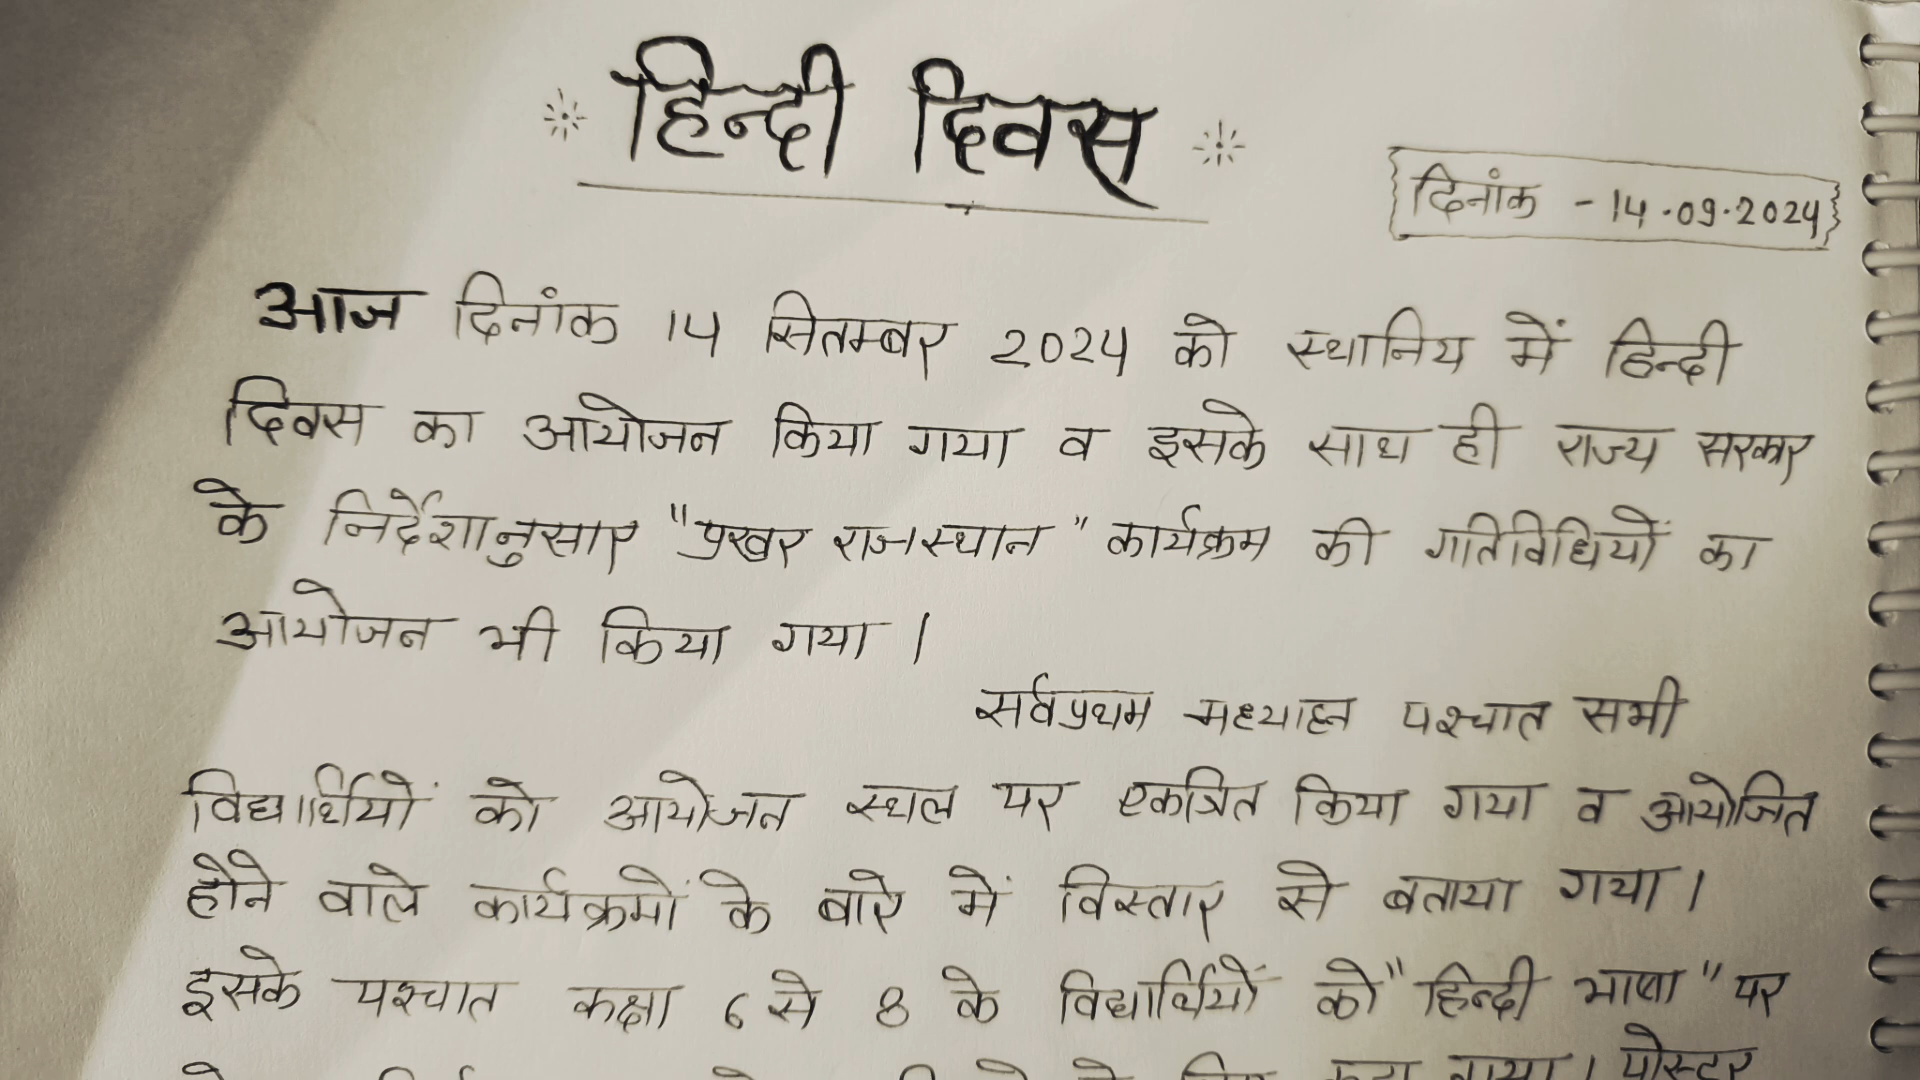 हिन्दी दिवस
दिनांक - 14.09.2024
आज दिनांक 14 सितम्बर 2024 को स्थानिय में हिन्दी
दिवस का आयोजन किया गया व इसके साथ ही राज्य सरकार
के निर्देशानुसार "प्रखर राजस्थान" कार्यक्रम की गतिविधियों का
आयोजन भी किया गया।
सर्वप्रथम मध्याह्न पश्चात सभी
विद्यार्थियों को आयोजन स्थल पर एकत्रित किया गया व आयोजित
होने वाले कार्यक्रमों के बारे में विस्तार से बताया गया।
इसके पश्चात कक्षा 6 से 8 के विद्यार्थियों को "हिन्दी भाषा" पर
गया। पोस्टर